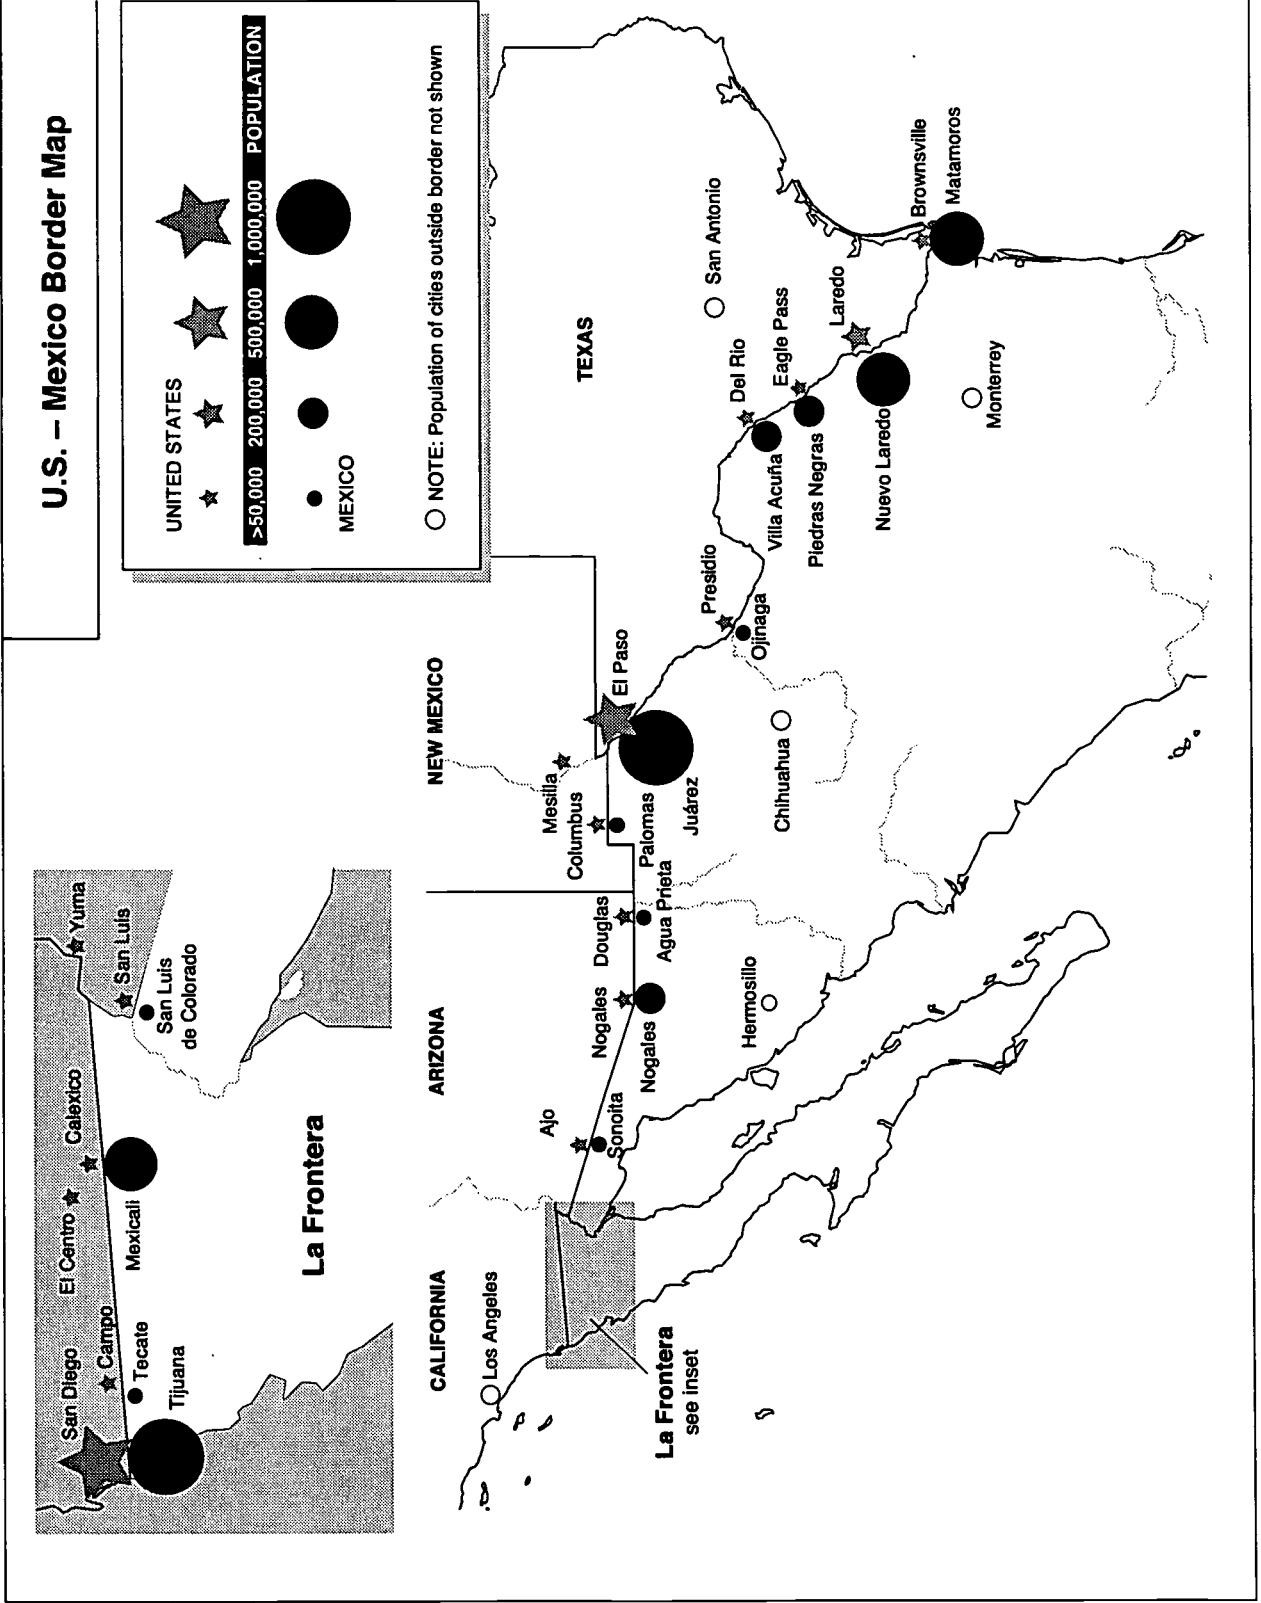 U.S. – Mexico Border Map
UNITED STATES
>50,000 200,000 500,000 1,000,000 POPULATION
MEXICO
NOTE: Population of cities outside border not shown
San Diego
Campo
Tecate
Tijuana
El Centro
Calexico
Mexicali
Yuma
San Luis
San Luis
de Colorado
La Frontera
CALIFORNIA
Los Angeles
La Frontera
see inset
ARIZONA
Ajo
Sonoita
Nogales
Nogales
Douglas
Agua Prieta
Hermosillo
NEW MEXICO
Mesilla
Columbus
Palomas
Juárez
El Paso
Chihuahua
Presidio
Ojinaga
TEXAS
Del Rio
Villa Acuña
Eagle Pass
Piedras Negras
San Antonio
Laredo
Nuevo Laredo
Monterrey
Brownsville
Matamoros